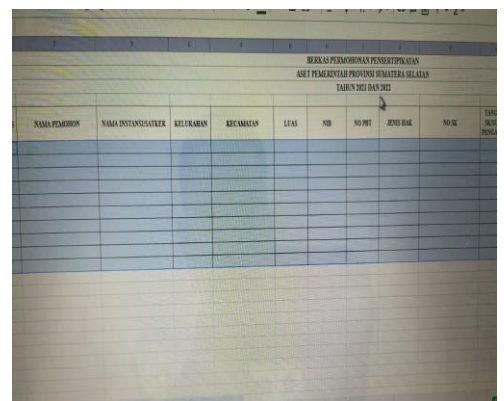 BERKAS PERMOHONAN PENSERTIPIKATAN
ASET PEMERINTAH PROVINSI SUMATERA SELATAN
TAHUN 2021 DAN 2022
NAMA PEMOHON NAMA INSTANSI/SATKER KELURAHAN KECAMATAN LUAS NIB NO PBT JENIS HAK NO SK